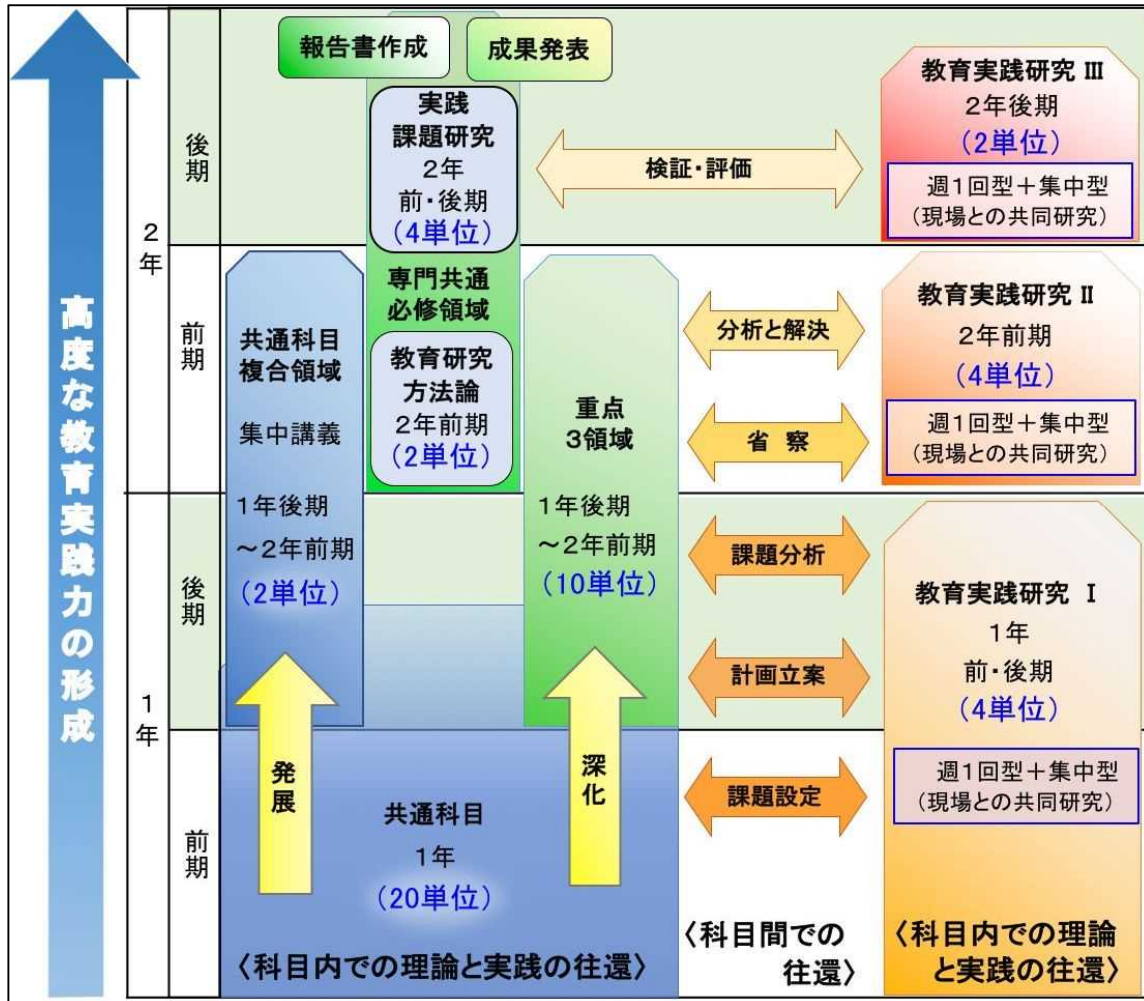 高度な教育実践力の形成
2年
後期
前期
1年
後期
前期
報告書作成
成果発表
実践
課題研究
2年
前・後期
(4単位)
専門共通
必修領域
教育研究
方法論
2年前期
(2単位)
共通科目
複合領域
集中講義
1年後期
～2年前期
(2単位)
重点
3領域
1年後期
～2年前期
(10単位)
発展
深化
共通科目
1年
(20単位)
〈科目内での理論と実践の往還〉
検証・評価
分析と解決
省 察
課題分析
計画立案
課題設定
〈科目間での
往還〉
教育実践研究 Ⅲ
2年後期
(2単位)
週1回型＋集中型
(現場との共同研究)
教育実践研究 Ⅱ
2年前期
(4単位)
週1回型＋集中型
(現場との共同研究)
教育実践研究 Ⅰ
1年
前・後期
(4単位)
週1回型＋集中型
(現場との共同研究)
〈科目内での理論
と実践の往還〉